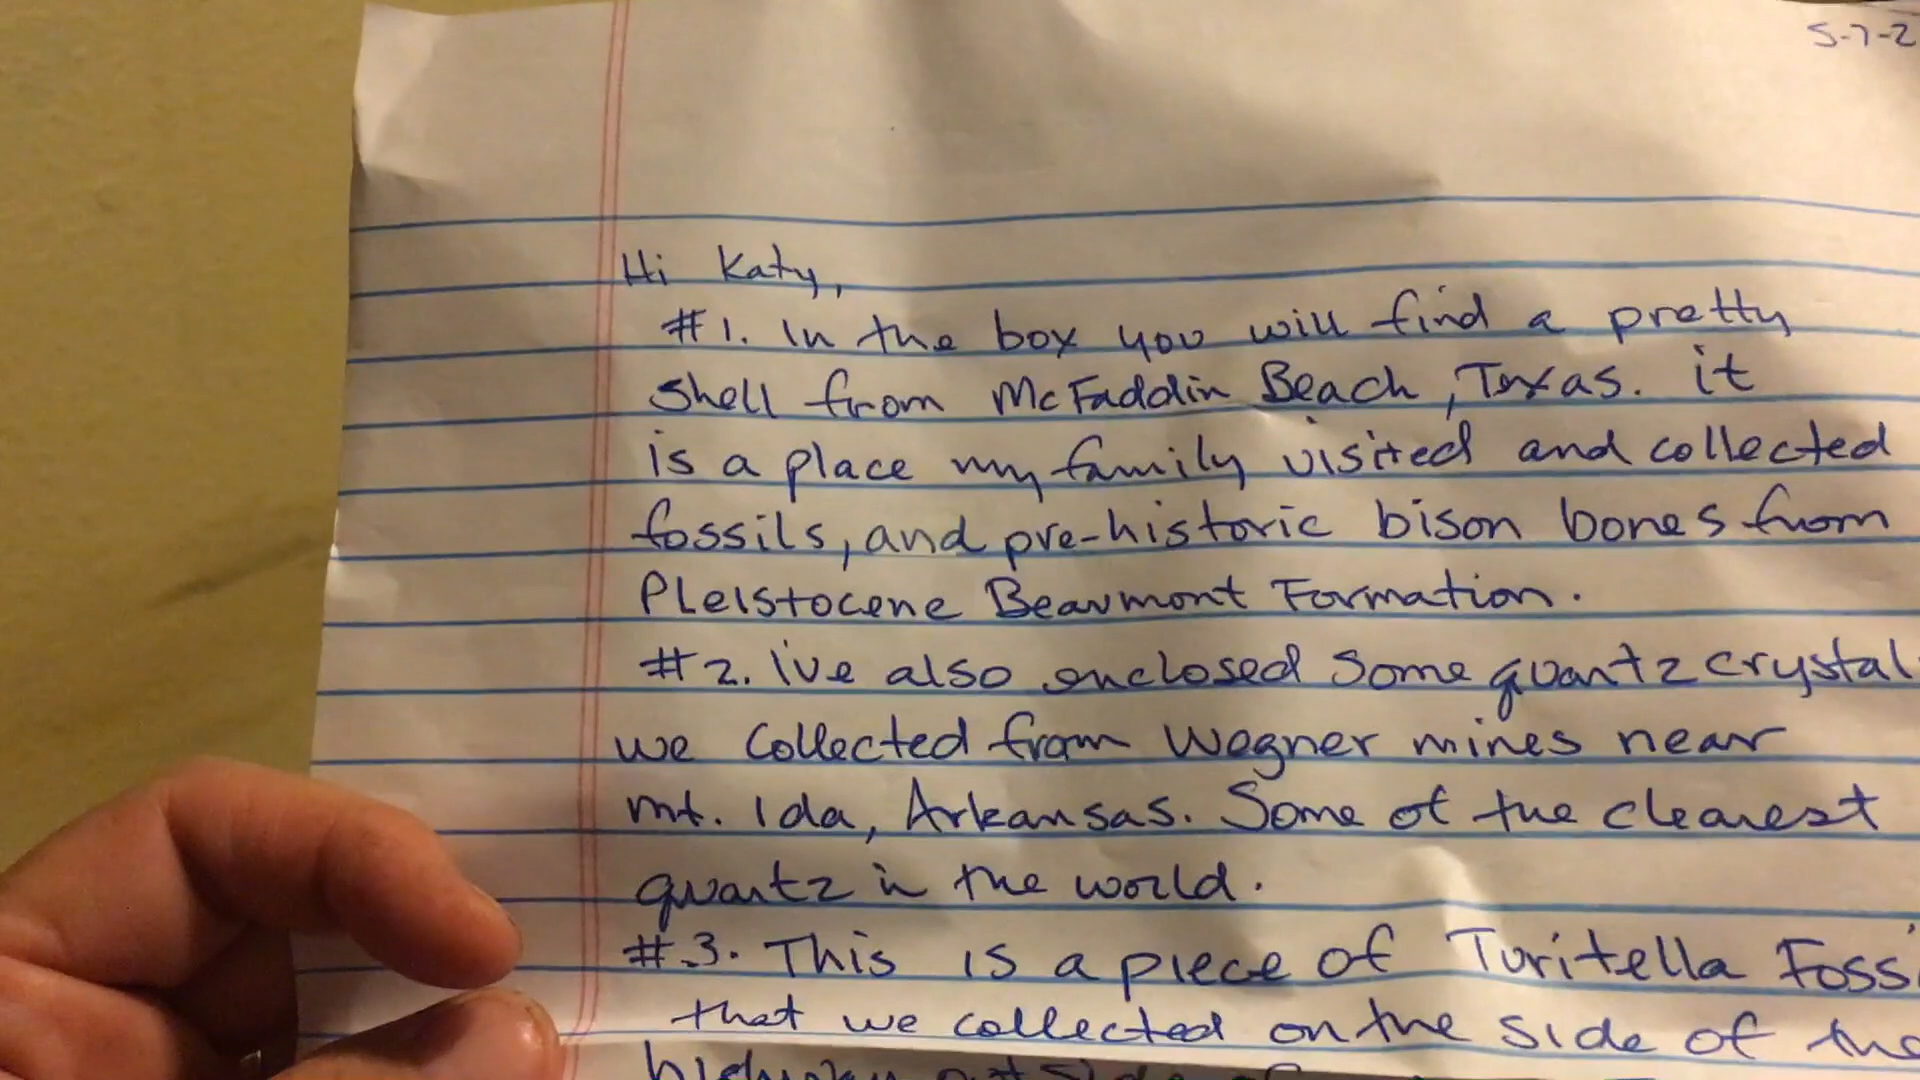 5-7-2
Hi Katy,
#1. In the box you will find a pretty
shell from McFaddin Beach, Texas. it
is a place my family visited and collected
fossils, and pre-historic bison bones from
Pleistocene Beaumont Formation.
#2. I've also enclosed some quartz crystal
we collected from Wegner mines near
mt. Ida, Arkansas. Some of the clearest
quartz in the world.
#3. This is a piece of Turitella Fossi
that we collected on the side of the